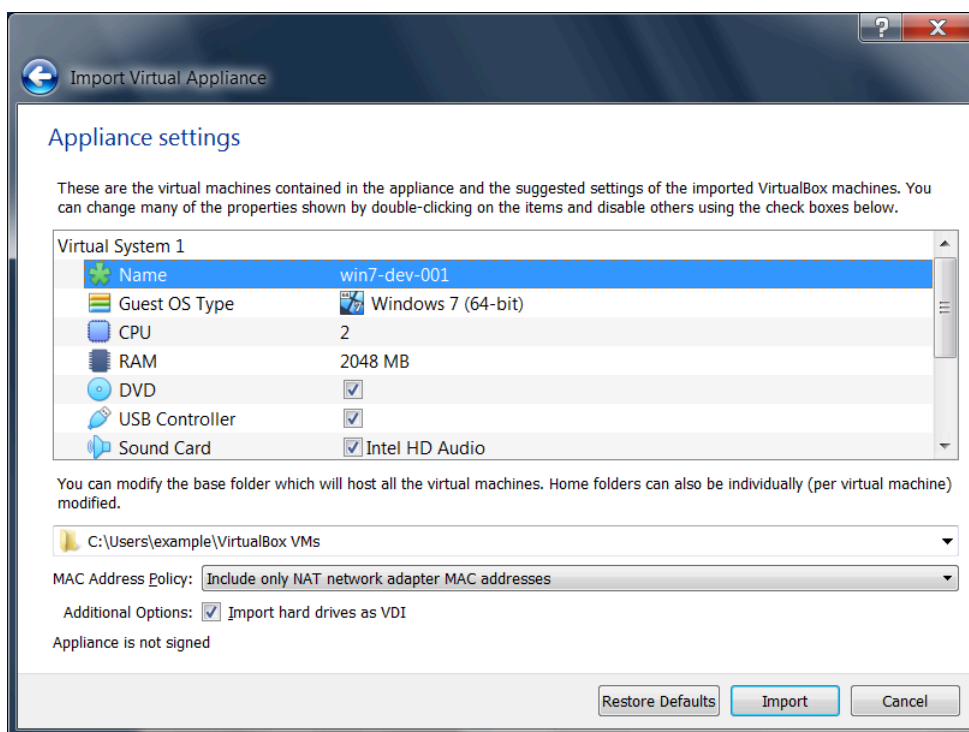 ?
X
Import Virtual Appliance
Appliance settings
These are the virtual machines contained in the appliance and the suggested settings of the imported VirtualBox machines. You
can change many of the properties shown by double-clicking on the items and disable others using the check boxes below.
Virtual System 1
Name win7-dev-001
Guest OS Type Windows 7 (64-bit)
CPU 2
RAM 2048 MB
DVD
USB Controller
Sound Card Intel HD Audio
You can modify the base folder which will host all the virtual machines. Home folders can also be individually (per virtual machine)
modified.
C:\Users\example\VirtualBox VMs
MAC Address Policy: Include only NAT network adapter MAC addresses
Additional Options: Import hard drives as VDI
Appliance is not signed
Restore Defaults Import Cancel